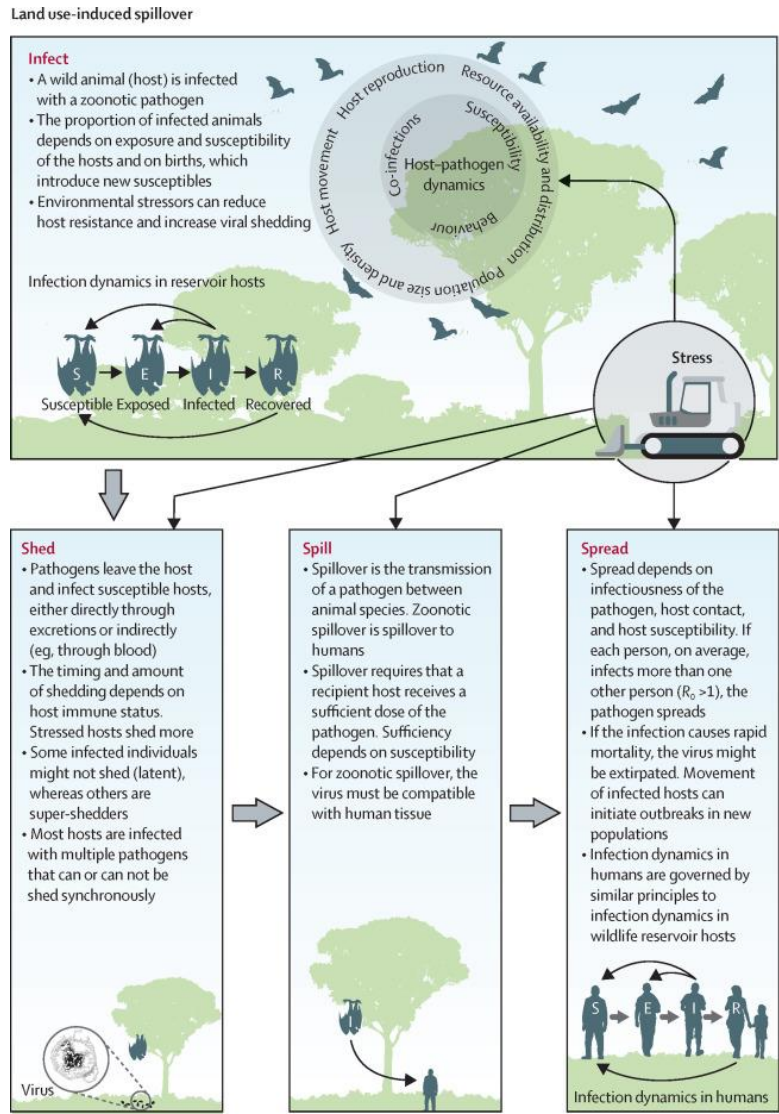 Land use-induced spillover
Infect
• A wild animal (host) is infected
with a zoonotic pathogen
• The proportion of infected animals
depends on exposure and susceptibility
of the hosts and on births, which
introduce new susceptibles
• Environmental stressors can reduce
host resistance and increase viral shedding
Host reproduction
Resource availability and distribution
Population size and density
Host movement
Co-infections
Susceptibility
Behaviour
Host–pathogen
dynamics
Infection dynamics in reservoir hosts
S E I R
Susceptible Exposed Infected Recovered
Stress
Shed
• Pathogens leave the host
and infect susceptible hosts,
either directly through
excretions or indirectly
(eg, through blood)
• The timing and amount
of shedding depends on
host immune status.
Stressed hosts shed more
• Some infected individuals
might not shed (latent),
whereas others are
super-shedders
• Most hosts are infected
with multiple pathogens
that can or can not be
shed synchronously
Virus
Spill
• Spillover is the transmission
of a pathogen between
animal species. Zoonotic
spillover is spillover to
humans
• Spillover requires that a
recipient host receives a
sufficient dose of the
pathogen. Sufficiency
depends on susceptibility
• For zoonotic spillover, the
virus must be compatible
with human tissue
I
Spread
• Spread depends on
infectiousness of the
pathogen, host contact,
and host susceptibility. If
each person, on average,
infects more than one
other person (R₀ >1), the
pathogen spreads
• If the infection causes rapid
mortality, the virus might
be extirpated. Movement
of infected hosts can
initiate outbreaks in new
populations
• Infection dynamics in
humans are governed by
similar principles to
infection dynamics in
wildlife reservoir hosts
S E I R
Infection dynamics in humans